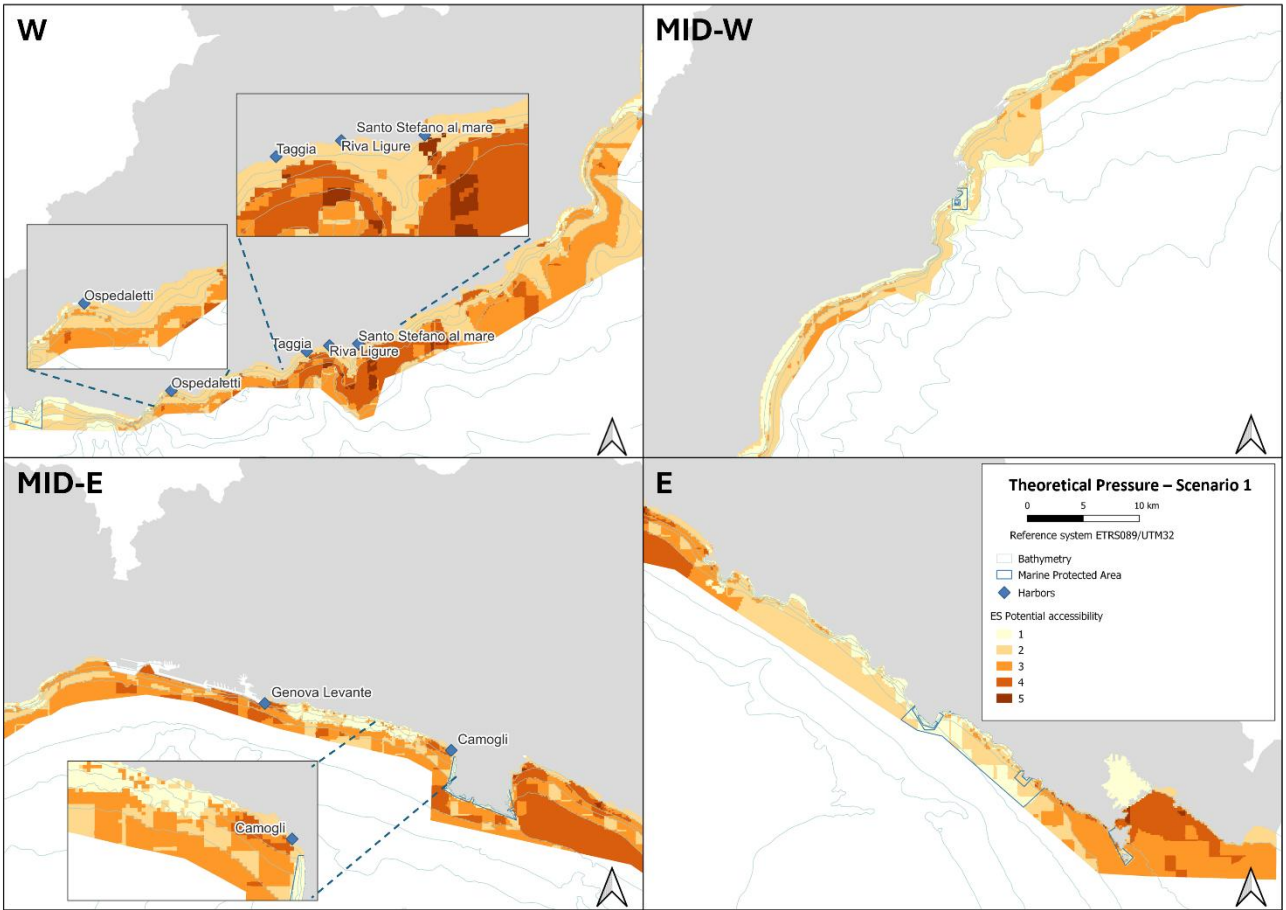 W
Santo Stefano al mare
Taggia
Riva Ligure
Ospedaletti
Taggia
Santo Stefano al mare
Riva Ligure
Ospedaletti
MID-W
MID-E
Genova Levante
Camogli
Camogli
E
Theoretical Pressure – Scenario 1
0 5 10 km
Reference system ETRS089/UTM32
Bathymetry
Marine Protected Area
Harbors
ES Potential accessibility
1
2
3
4
5